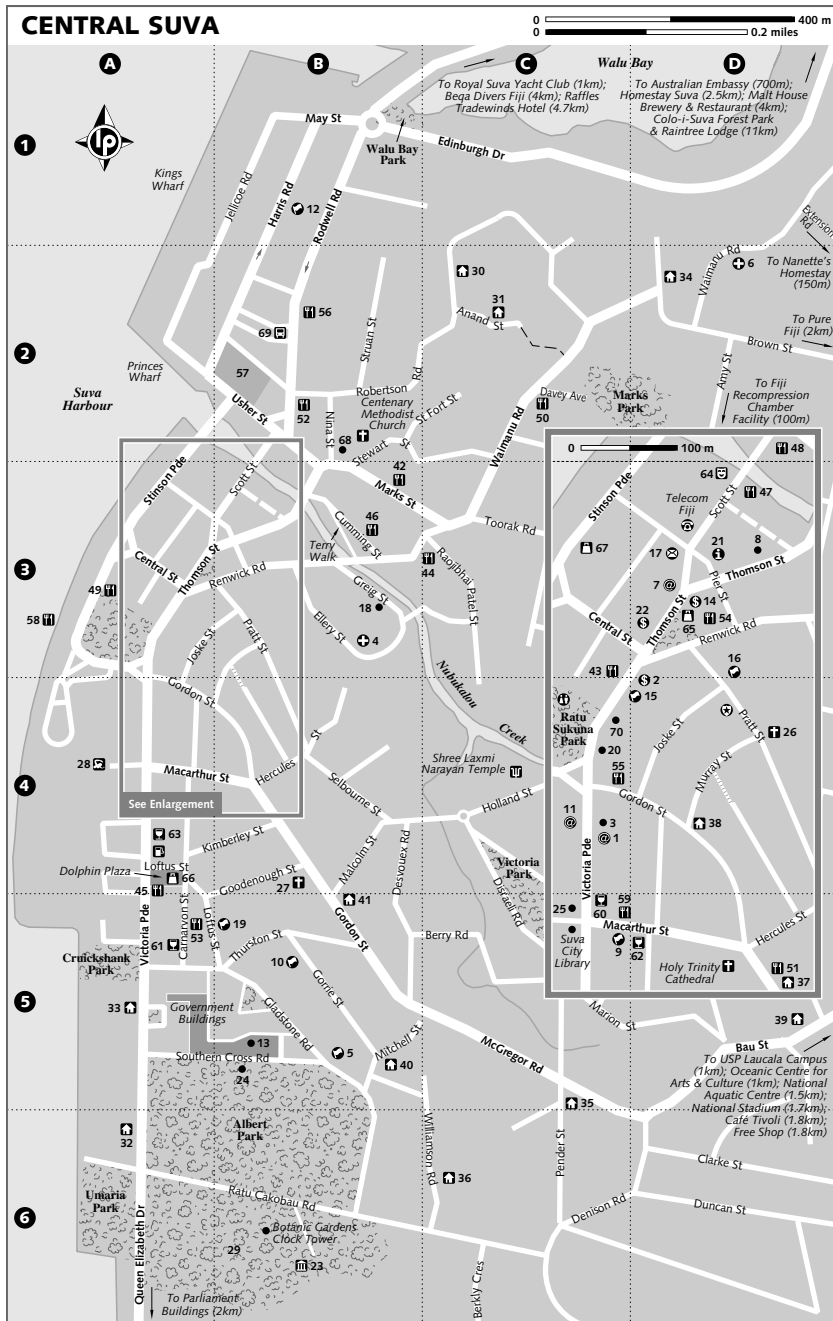 CENTRAL SUVA
0 400 m
0 0.2 miles
A
B
C
D
Walu Bay
To Royal Suva Yacht Club (1km);
Beqa Divers Fiji (4km); Raffles
Tradewinds Hotel (4.7km)
To Australian Embassy (700m);
Homestay Suva (2.5km); Malt House
Brewery & Restaurant (4km);
Colo-i-Suva Forest Park
& Raintree Lodge (11km)
lp
1
May St
Walu Bay
Park
Edinburgh Dr
Kings
Wharf
Jellicoe Rd
Harris Rd
Rodwell Rd
12
Extension
Rd
Waimanu Rd
6
To Nanette's
Homestay
(150m)
30
34
31
Anand St
56
69
Struan St
To Pure
Fiji (2km)
Brown St
2
Princes
Wharf
57
Suva
Harbour
Usher St
52
Nina St
Robertson
Rd
Centenary
Methodist
Church
68
Stewart St
St Fort St
Davey Ave
50
Waimanu Rd
Marks
Park
Amy St
To Fiji
Recompression
Chamber
Facility (100m)
Stinson Pde
Scott St
42
Marks St
46
Cumming St
Terry
Walk
Toorak Rd
3
Central St
Thomson St
Renwick Rd
44
Raojibhai Patel St
49
58
Greig St
18
Ellery St
4
Joske St
Pratt St
Gordon St
Nubukalou
Creek
0 100 m
48
64
47
Scott St
Stinson Pde
Telecom
Fiji
67
17
21
8
7
Pier St
Thomson St
14
Central St
22
Thomson St
65
54
Renwick Rd
43
2
16
15
Ratu
Sukuna
Park
70
Joske St
Pratt St
26
20
55
Murray St
Gordon St
11
3
38
1
Victoria Pde
25
60
59
Macarthur St
Hercules St
Suva
City
Library
9
62
Holy Trinity
Cathedral
51
37
4
28
Macarthur St
Hercules St
See Enlargement
Selbourne St
Shree Laxmi
Narayan Temple
Holland St
63
Kimberley St
Dolphin Plaza
Loftus St
66
45
Goodenough St
27
Malcolm St
41
Desvouex Rd
Victoria
Park
Disraeli Rd
Victoria Pde
Carnarvon St
53
Loftus St
19
Gordon St
61
Thurston St
Berry Rd
Cruickshank
Park
10
Gorrie St
5
33
Government
Buildings
Gladstone Rd
13
Southern Cross Rd
24
5
Mitchell St
40
McGregor Rd
Marion St
39
Bau St
To USP Laucala Campus
(1km); Oceanic Centre for
Arts & Culture (1km); National
Aquatic Centre (1.5km);
National Stadium (1.7km);
Café Tivoli (1.8km);
Free Shop (1.8km)
35
Albert
Park
32
Williamson Rd
Pender St
Clarke St
36
Umaria
Park
Ratu Cakobau Rd
Duncan St
Denison Rd
6
Botanic Gardens
Clock Tower
29
23
Queen Elizabeth Dr
Berkly Cres
To Parliament
Buildings (2km)